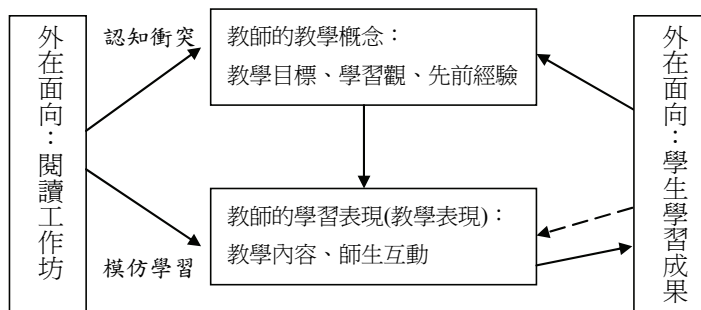 外在面向：閱讀工作坊
認知衝突
教師的教學概念：
教學目標、學習觀、先前經驗
教師的學習表現(教學表現)：
教學內容、師生互動
模仿學習
外在面向：學生學習成果